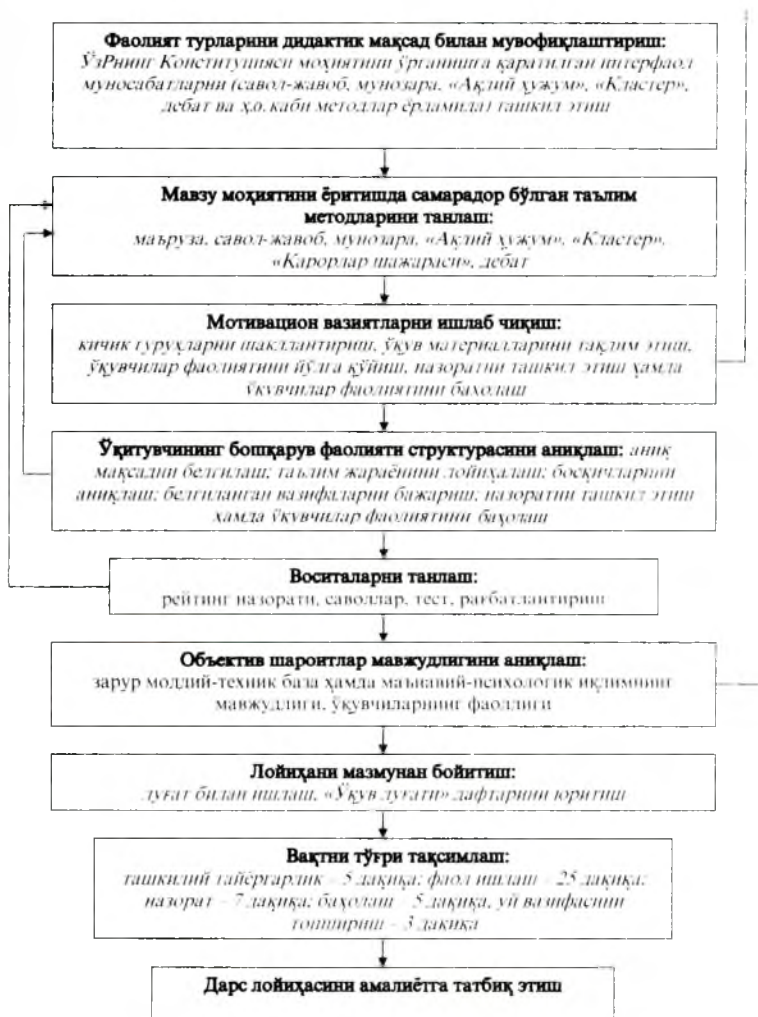 Фаолият турларини дидактик мақсад билан мувофиқлаштириш:
ЎзРнинг Конституцияси моҳиятини ўрганишга қаратилган интерфаол
муносабатларни (савол-жавоб, мунозара, «Ақлий ҳужум», «Кластер»,
дебат ва ҳ.о. каби методлар ёрдамида) ташкил этиш
Мавзу моҳиятини ёритишда самарадор бўлган таълим
методларини танлаш:
маъруза, савол-жавоб, мунозара, «Ақлий ҳужум», «Кластер»,
«Қарорлар шажараси», дебат
Мотивацион вазиятларни ишлаб чиқиш:
кичик гуруҳларни шакллантириш, ўқув материалларини тақдим этиш,
ўқувчилар фаолиятини йўлга қўйиш, назоратни ташкил этиш ҳамда
ўқувчилар фаолиятини баҳолаш
Ўқитувчининг бошқарув фаолияти структурасини аниқлаш: аниқ
мақсадни белгилаш; таълим жараёнини лойиҳалаш; босқичларини
аниқлаш; белгиланган вазифаларни бажариш; назоратни ташкил этиш
ҳамда ўқувчилар фаолиятини баҳолаш
Воситаларни танлаш:
рейтинг назорати, саволлар, тест, рағбатлантириш
Объектив шароитлар мавжудлигини аниқлаш:
зарур моддий-техник база ҳамда маънавий-психологик иқлимнинг
мавжудлиги, ўқувчиларнинг фаоллиги
Лойиҳани мазмунан бойитиш:
луғат билан ишлаш, «Ўқув луғати» дафтарини юритиш
Вақтни тўғри тақсимлаш:
ташкилий тайёргарлик – 5 дақиқа; фаол ишлаш – 25 дақиқа;
назорат – 7 дақиқа; баҳолаш – 5 дақиқа, уй вазифасини
топшириш – 3 дақиқа
Дарс лойиҳасини амалиётга татбиқ этиш